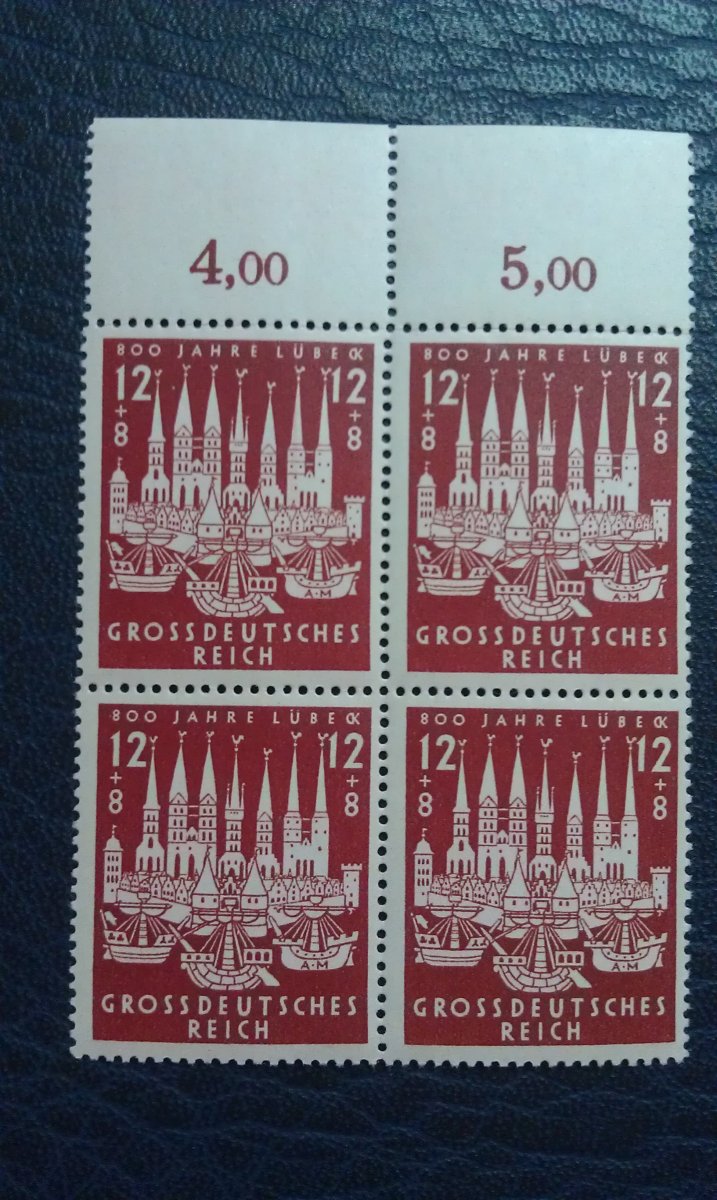 4,00 5,00
800 JAHRE LÜBECK
12 12
+ +
8 8
A·M
GROSSDEUTSCHES
REICH
800 JAHRE LÜBECK
12 12
+ +
8 8
A·M
GROSSDEUTSCHES
REICH
800 JAHRE LÜBECK
12 12
+ +
8 8
A·M
GROSSDEUTSCHES
REICH
800 JAHRE LÜBECK
12 12
+ +
8 8
A·M
GROSSDEUTSCHES
REICH